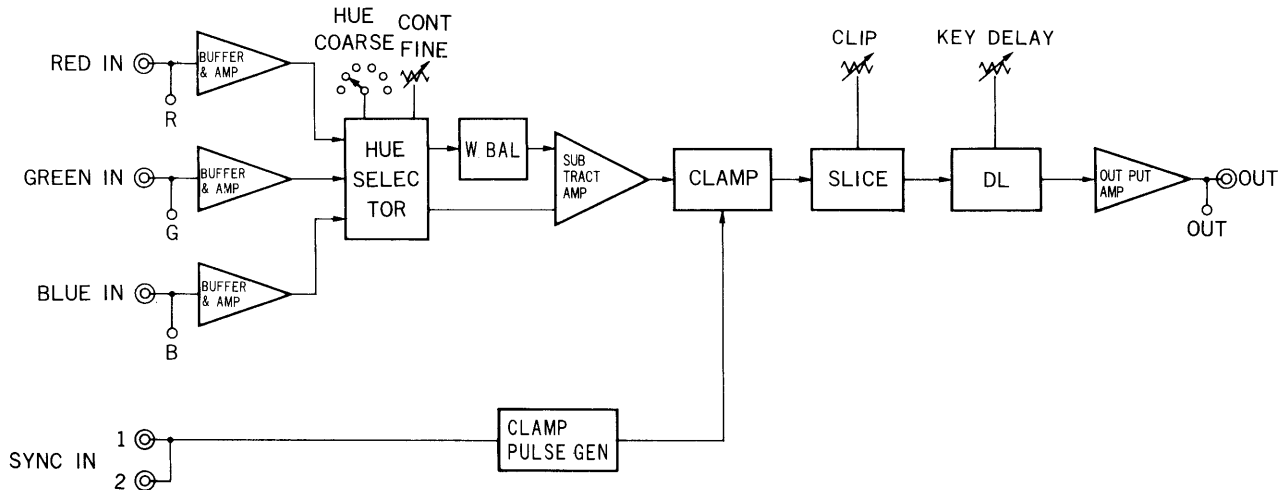 HUE
COARSE
CONT
FINE
CLIP
KEY DELAY
RED IN
BUFFER
& AMP
R
GREEN IN
BUFFER
& AMP
G
BLUE IN
BUFFER
& AMP
B
HUE
SELEC
TOR
W BAL
SUB
TRACT
AMP
CLAMP
SLICE
DL
OUT PUT
AMP
OUT
OUT
SYNC IN
1
2
CLAMP
PULSE GEN